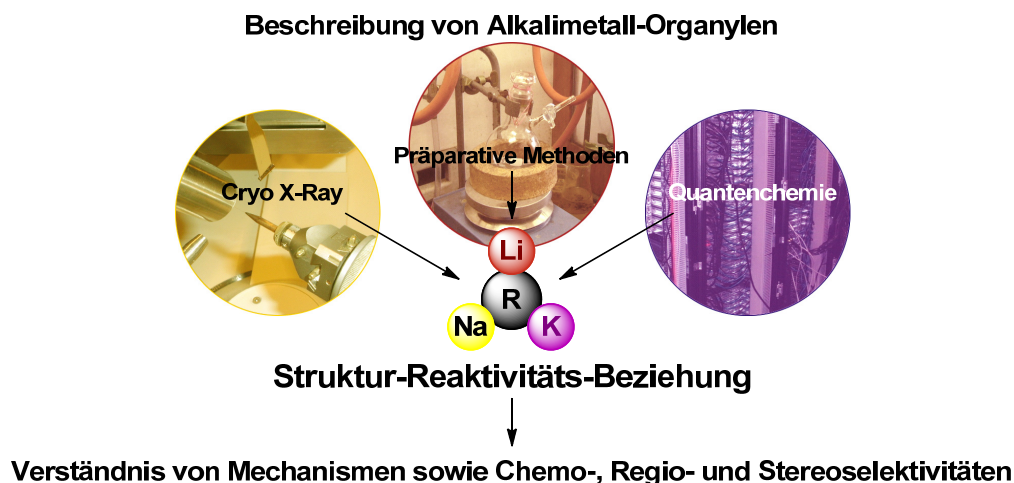 Beschreibung von Alkalimetall-Organylen
Präparative Methoden
Cryo X-Ray
Quantenchemie
Li
R
Na
K
Struktur-Reaktivitäts-Beziehung
Verständnis von Mechanismen sowie Chemo-, Regio- und Stereoselektivitäten